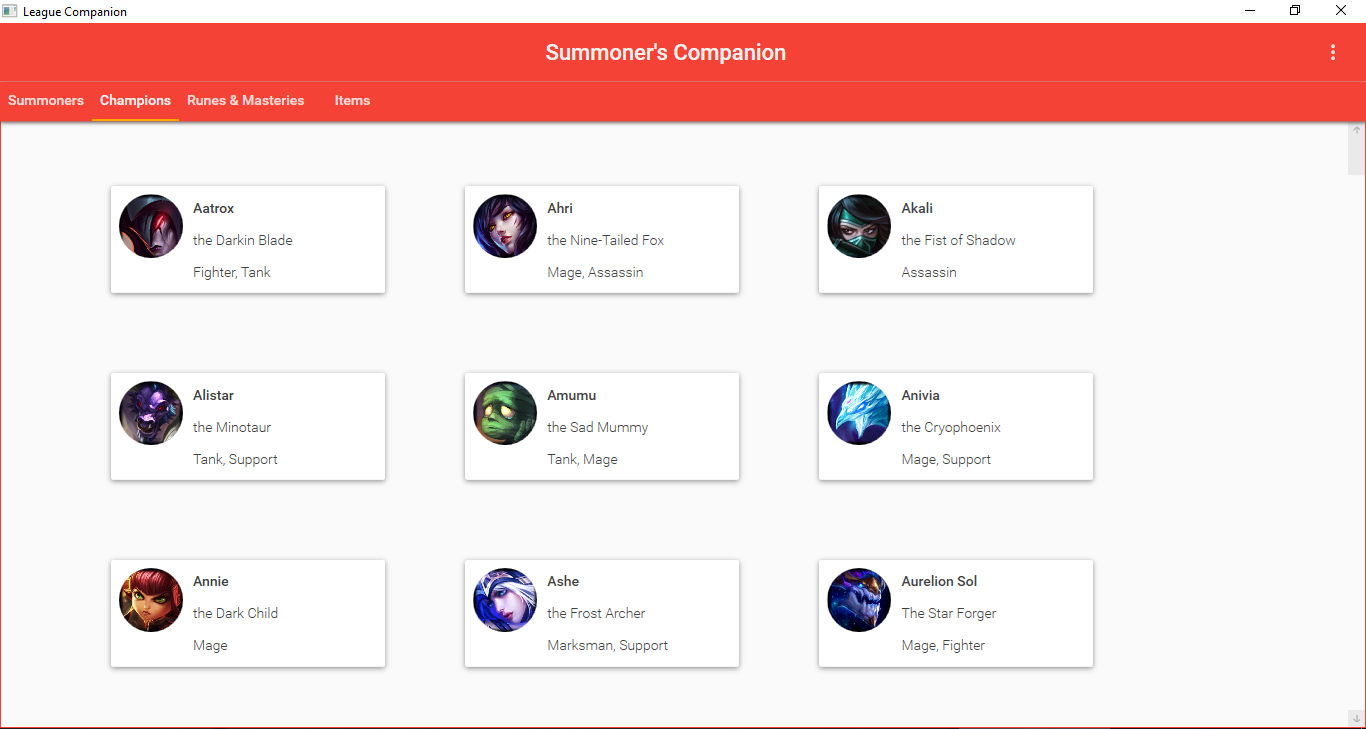 League Companion
Summoner's Companion
Summoners Champions Runes & Masteries Items
Aatrox
the Darkin Blade
Fighter, Tank
Ahri
the Nine-Tailed Fox
Mage, Assassin
Akali
the Fist of Shadow
Assassin
Alistar
the Minotaur
Tank, Support
Amumu
the Sad Mummy
Tank, Mage
Anivia
the Cryophoenix
Mage, Support
Annie
the Dark Child
Mage
Ashe
the Frost Archer
Marksman, Support
Aurelion Sol
The Star Forger
Mage, Fighter